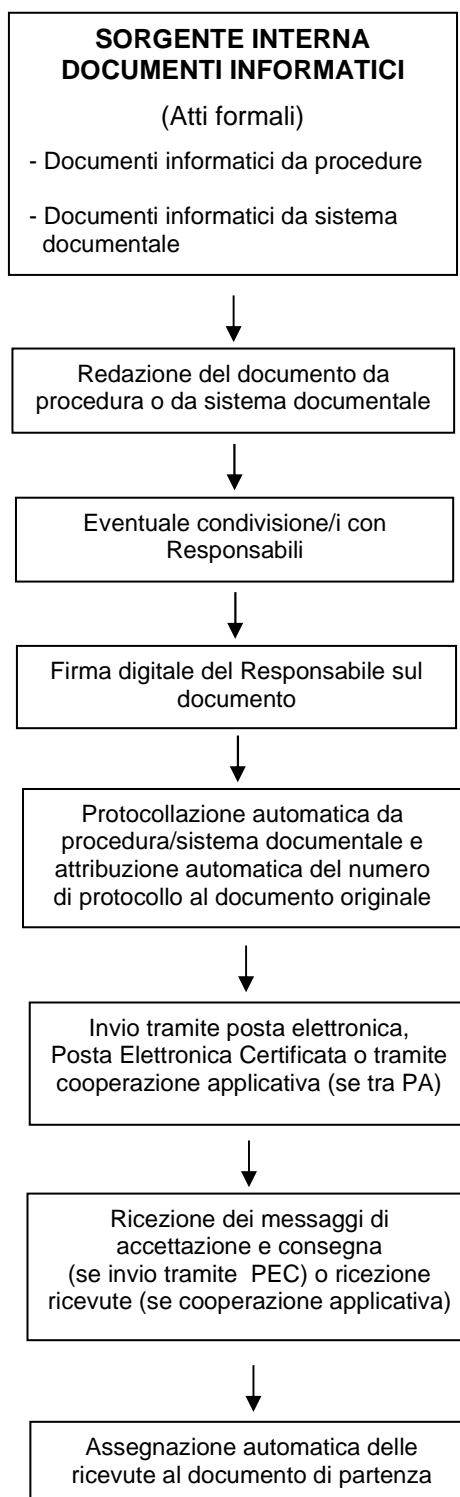 SORGENTE INTERNA
DOCUMENTI INFORMATICI
(Atti formali)
- Documenti informatici da procedure
- Documenti informatici da sistema
documentale
Redazione del documento da
procedura o da sistema documentale
Eventuale condivisione/i con
Responsabili
Firma digitale del Responsabile sul
documento
Protocollazione automatica da
procedura/sistema documentale e
attribuzione automatica del numero
di protocollo al documento originale
Invio tramite posta elettronica,
Posta Elettronica Certificata o tramite
cooperazione applicativa (se tra PA)
Ricezione dei messaggi di
accettazione e consegna
(se invio tramite PEC) o ricezione
ricevute (se cooperazione applicativa)
Assegnazione automatica delle
ricevute al documento di partenza